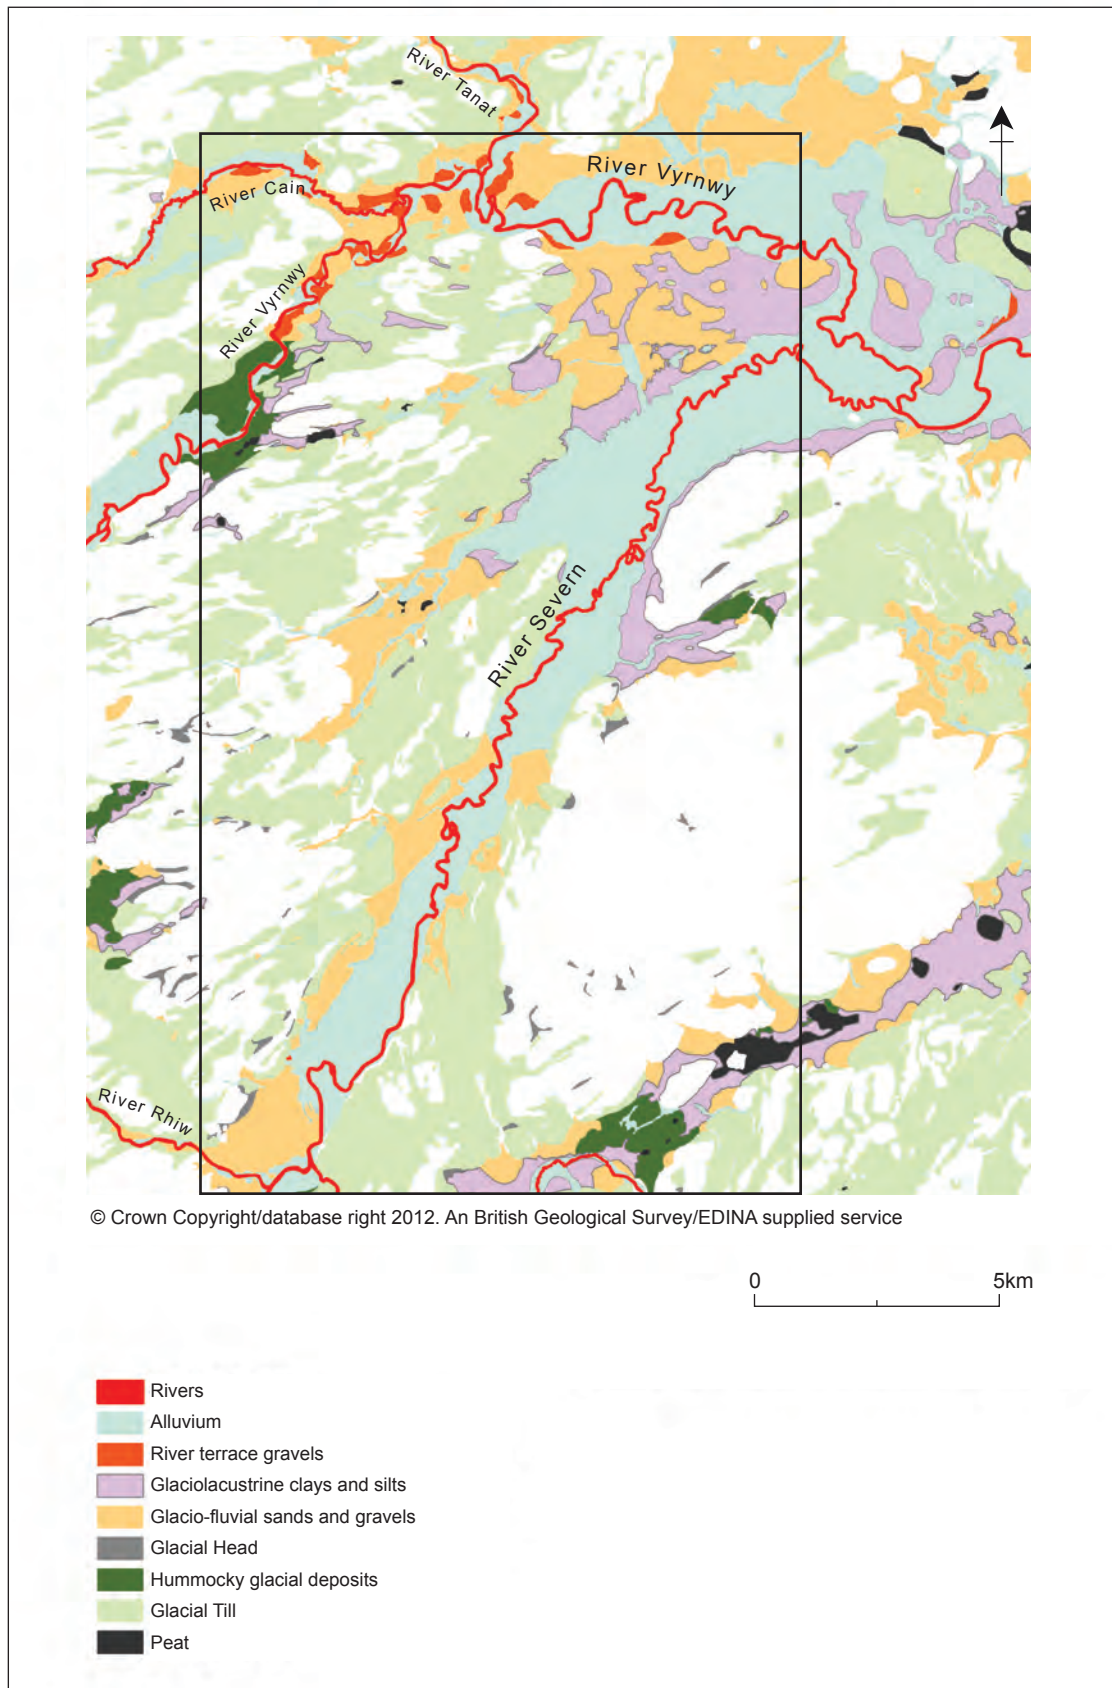 River Tanat
River Vyrnwy
River Cain
River Vyrnwy
River Severn
River Rhiw
© Crown Copyright/database right 2012. An British Geological Survey/EDINA supplied service
0 5km
Rivers
Alluvium
River terrace gravels
Glaciolacustrine clays and silts
Glacio-fluvial sands and gravels
Glacial Head
Hummocky glacial deposits
Glacial Till
Peat